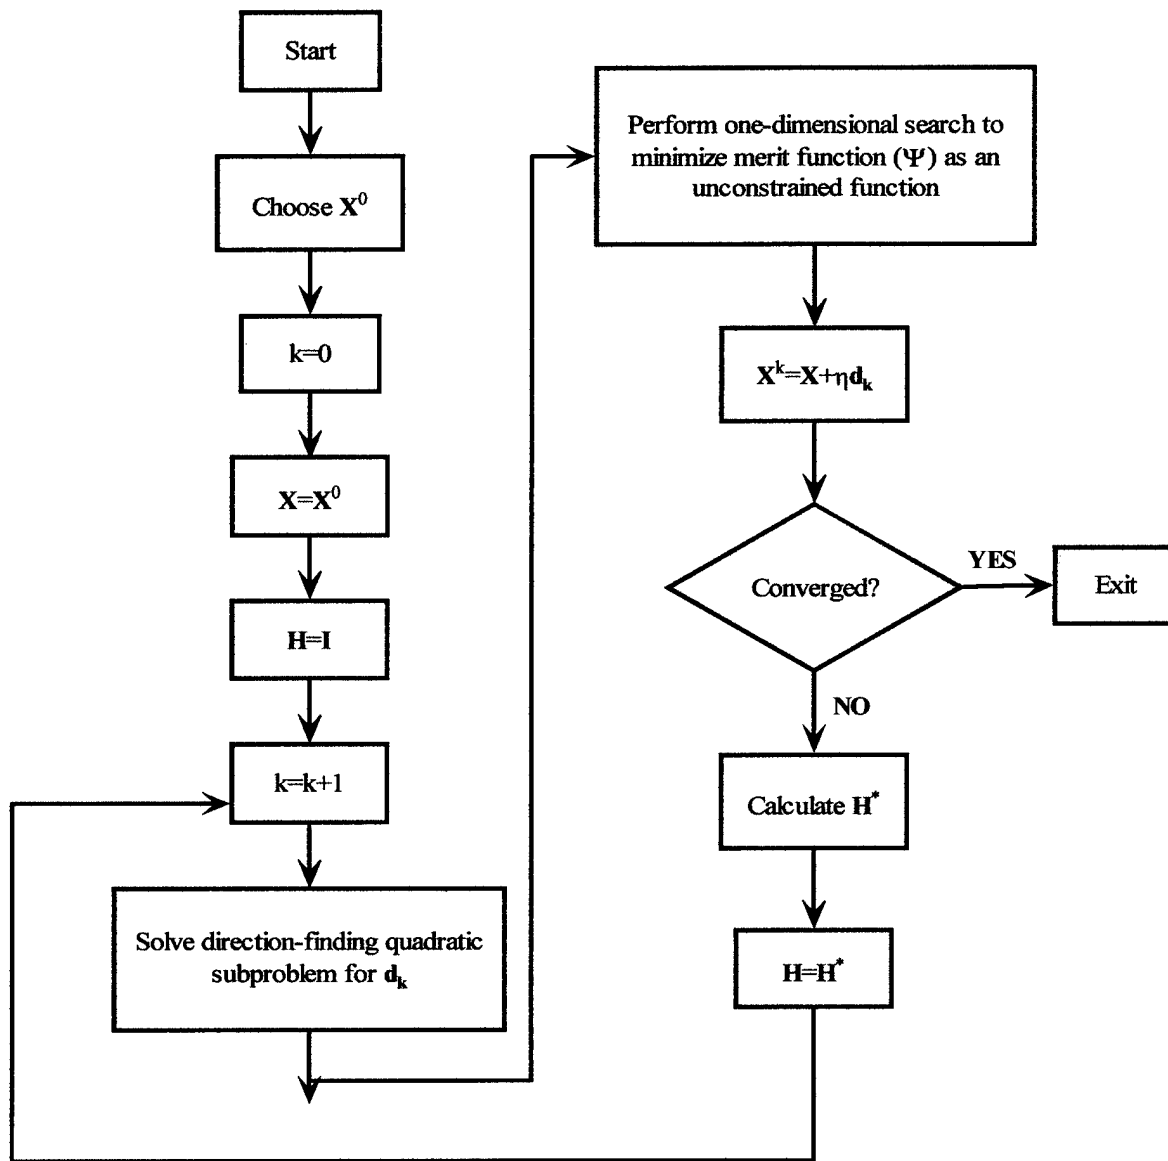 Start
Choose X⁰
k=0
X=X⁰
H=I
k=k+1
Solve direction-finding quadratic
subproblem for dₖ
Perform one-dimensional search to
minimize merit function (Ψ) as an
unconstrained function
Xᵏ=X+ηdₖ
Converged?
YES
Exit
NO
Calculate H*
H=H*